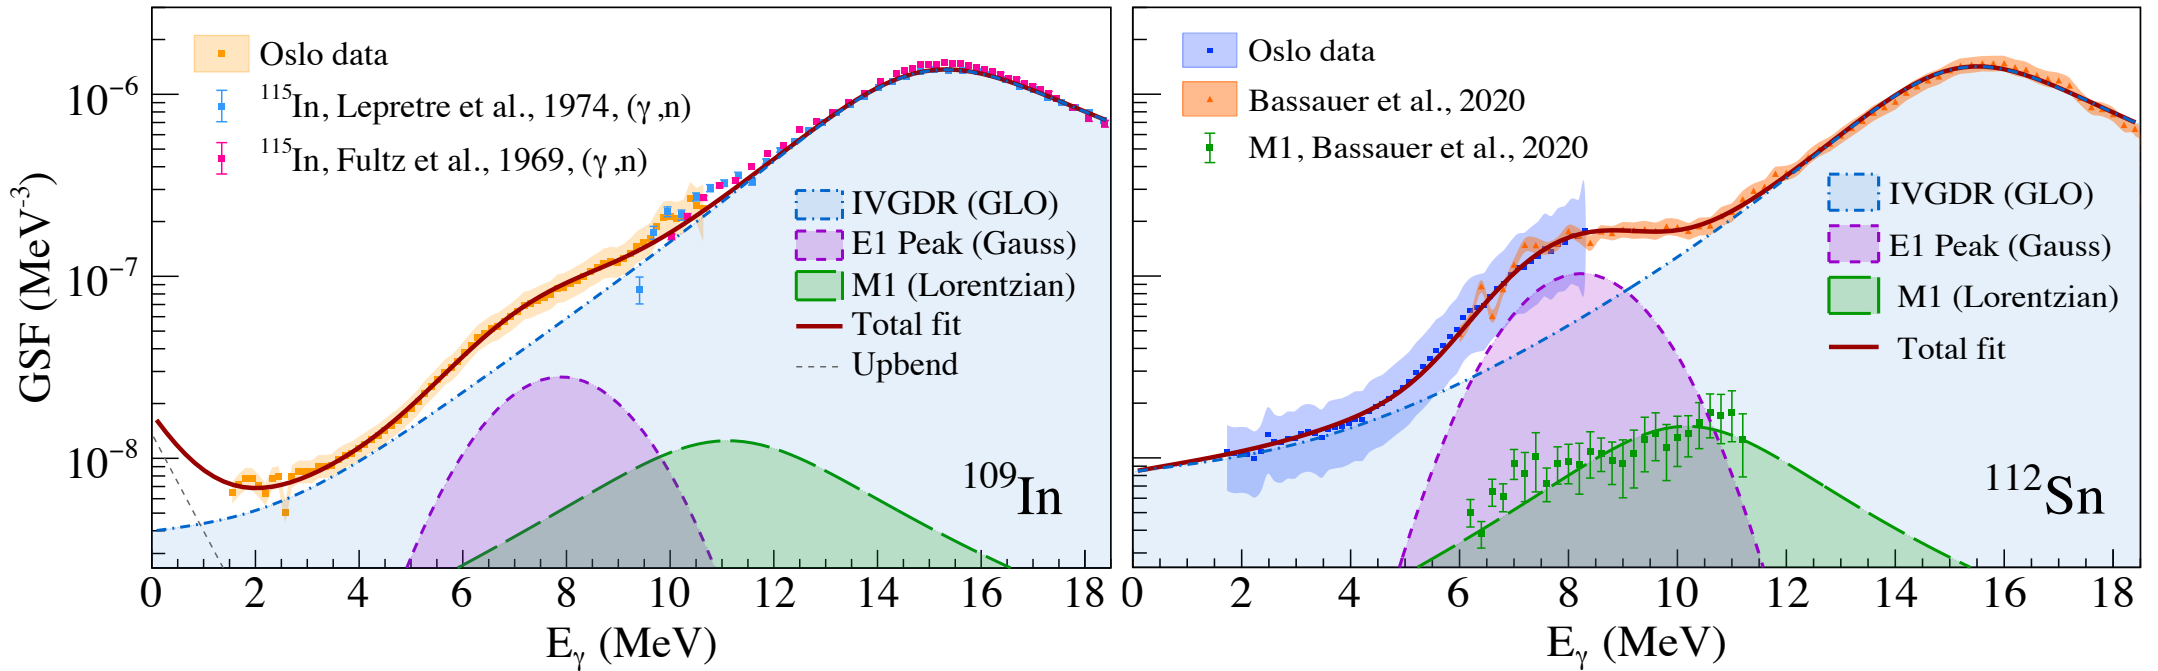 GSF (MeV⁻³)
10⁻⁶
10⁻⁷
10⁻⁸
Oslo data
¹¹⁵In, Lepretre et al., 1974, (γ,n)
¹¹⁵In, Fultz et al., 1969, (γ,n)
IVGDR (GLO)
E1 Peak (Gauss)
M1 (Lorentzian)
Total fit
Upbend
¹⁰⁹In
0 2 4 6 8 10 12 14 16 18
Eγ (MeV)
Oslo data
Bassauer et al., 2020
M1, Bassauer et al., 2020
IVGDR (GLO)
E1 Peak (Gauss)
M1 (Lorentzian)
Total fit
¹¹²Sn
0 2 4 6 8 10 12 14 16 18
Eγ (MeV)